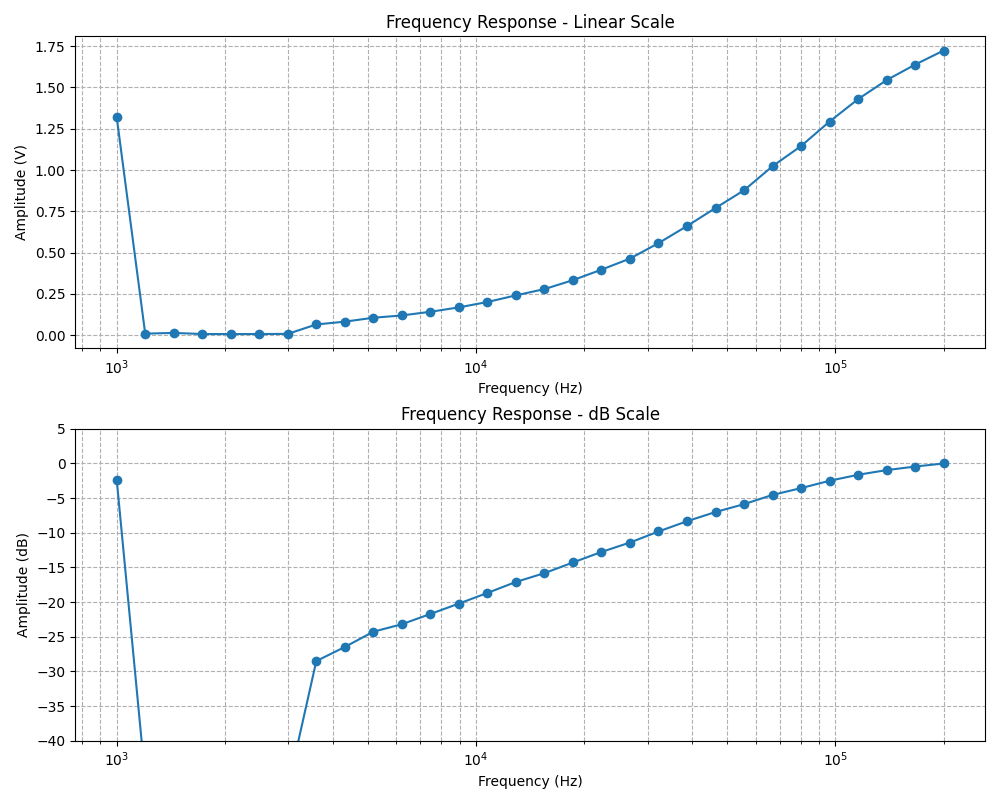 Frequency Response - Linear Scale
1.75
1.50
1.25
1.00
0.75
0.50
0.25
0.00
Amplitude (V)
10³ 10⁴ 10⁵
Frequency (Hz)
Frequency Response - dB Scale
5
0
−5
−10
−15
−20
−25
−30
−35
−40
Amplitude (dB)
10³ 10⁴ 10⁵
Frequency (Hz)